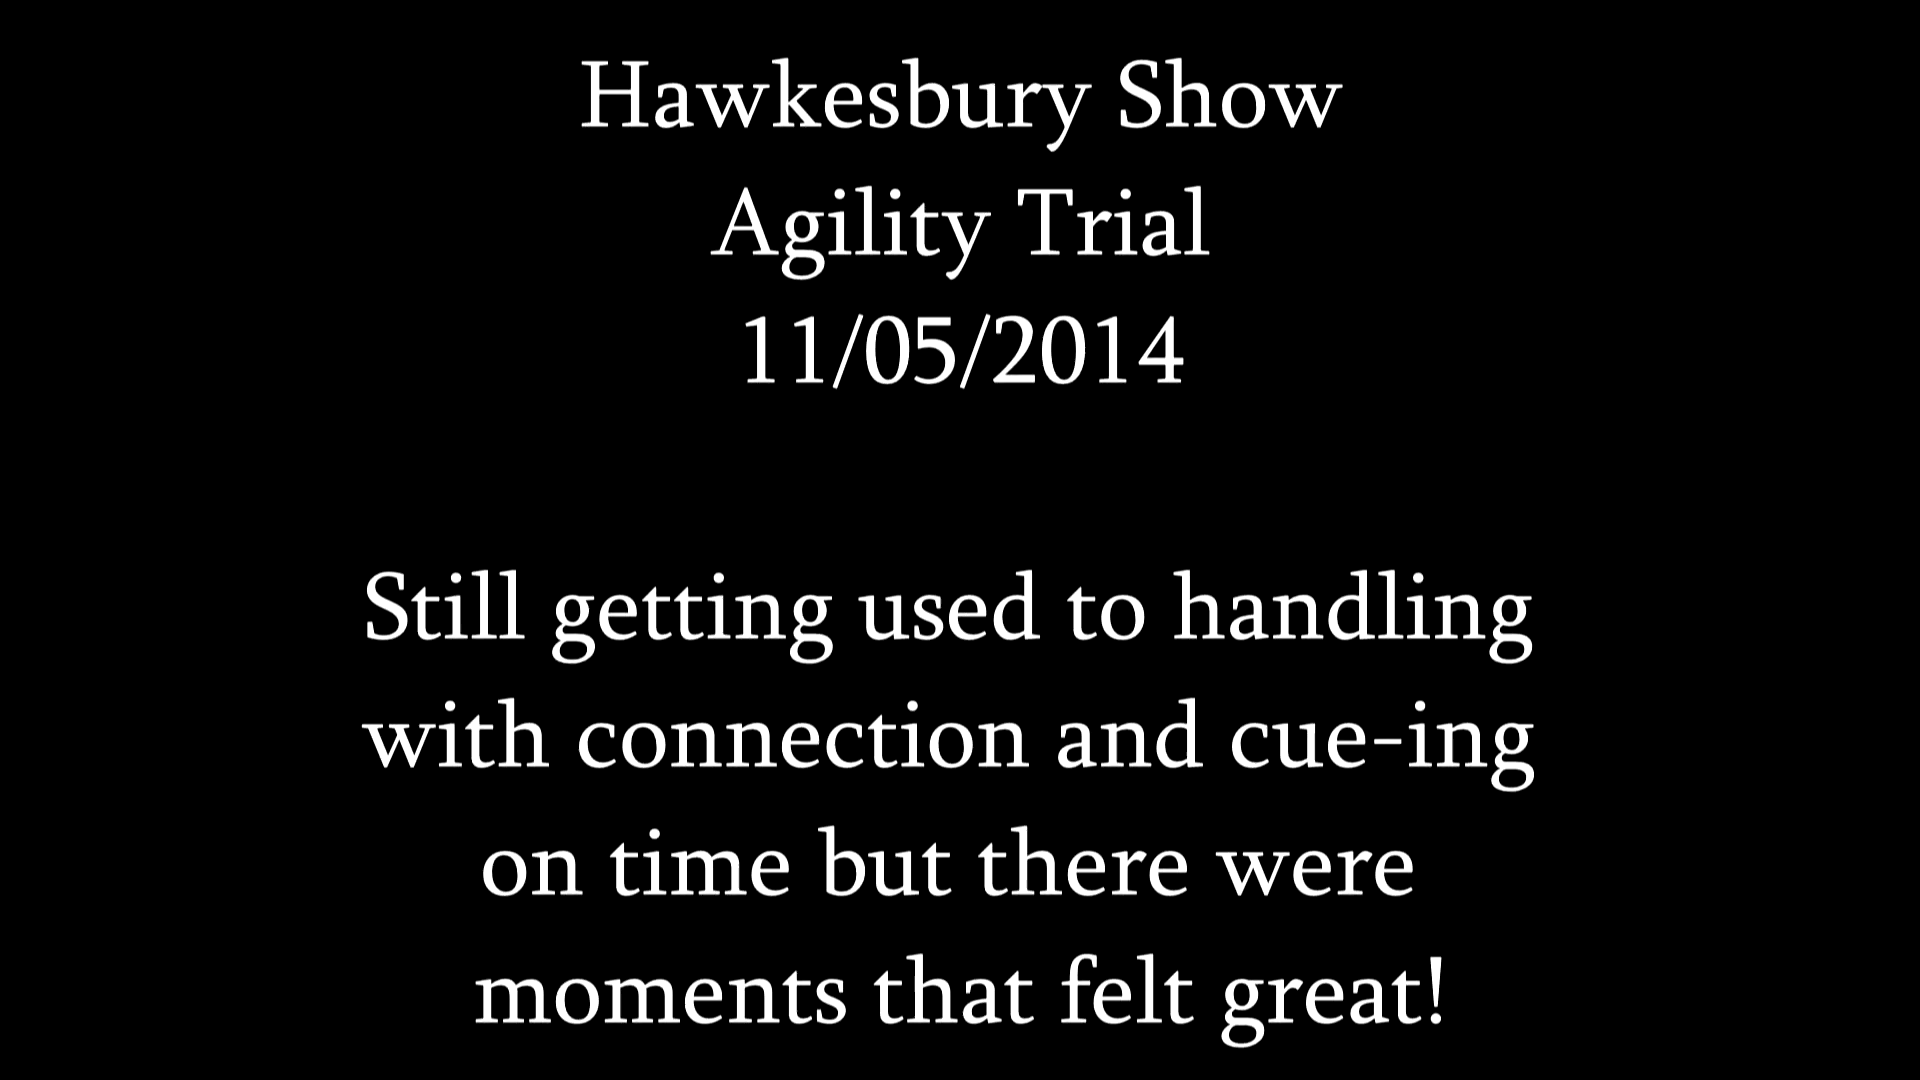 Hawkesbury Show
Agility Trial
11/05/2014
Still getting used to handling
with connection and cue-ing
on time but there were
moments that felt great!